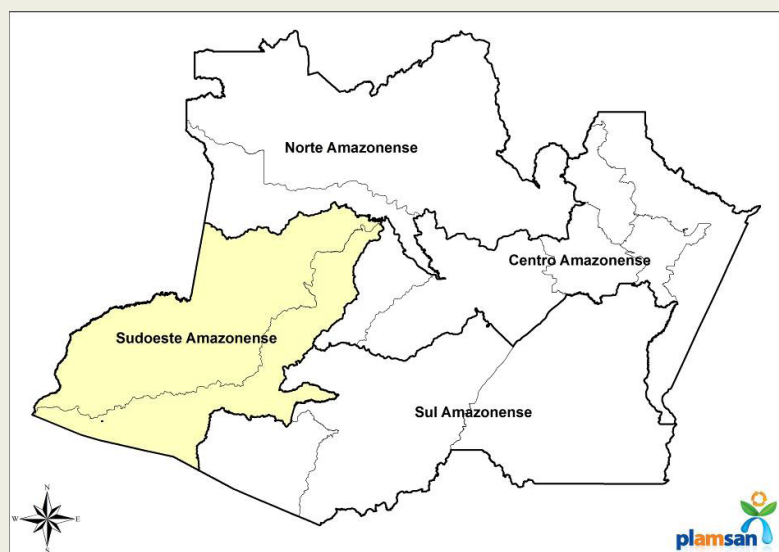 Norte Amazonense
Centro Amazonense
Sudoeste Amazonense
Sul Amazonense
N
W
E
S
plamsan